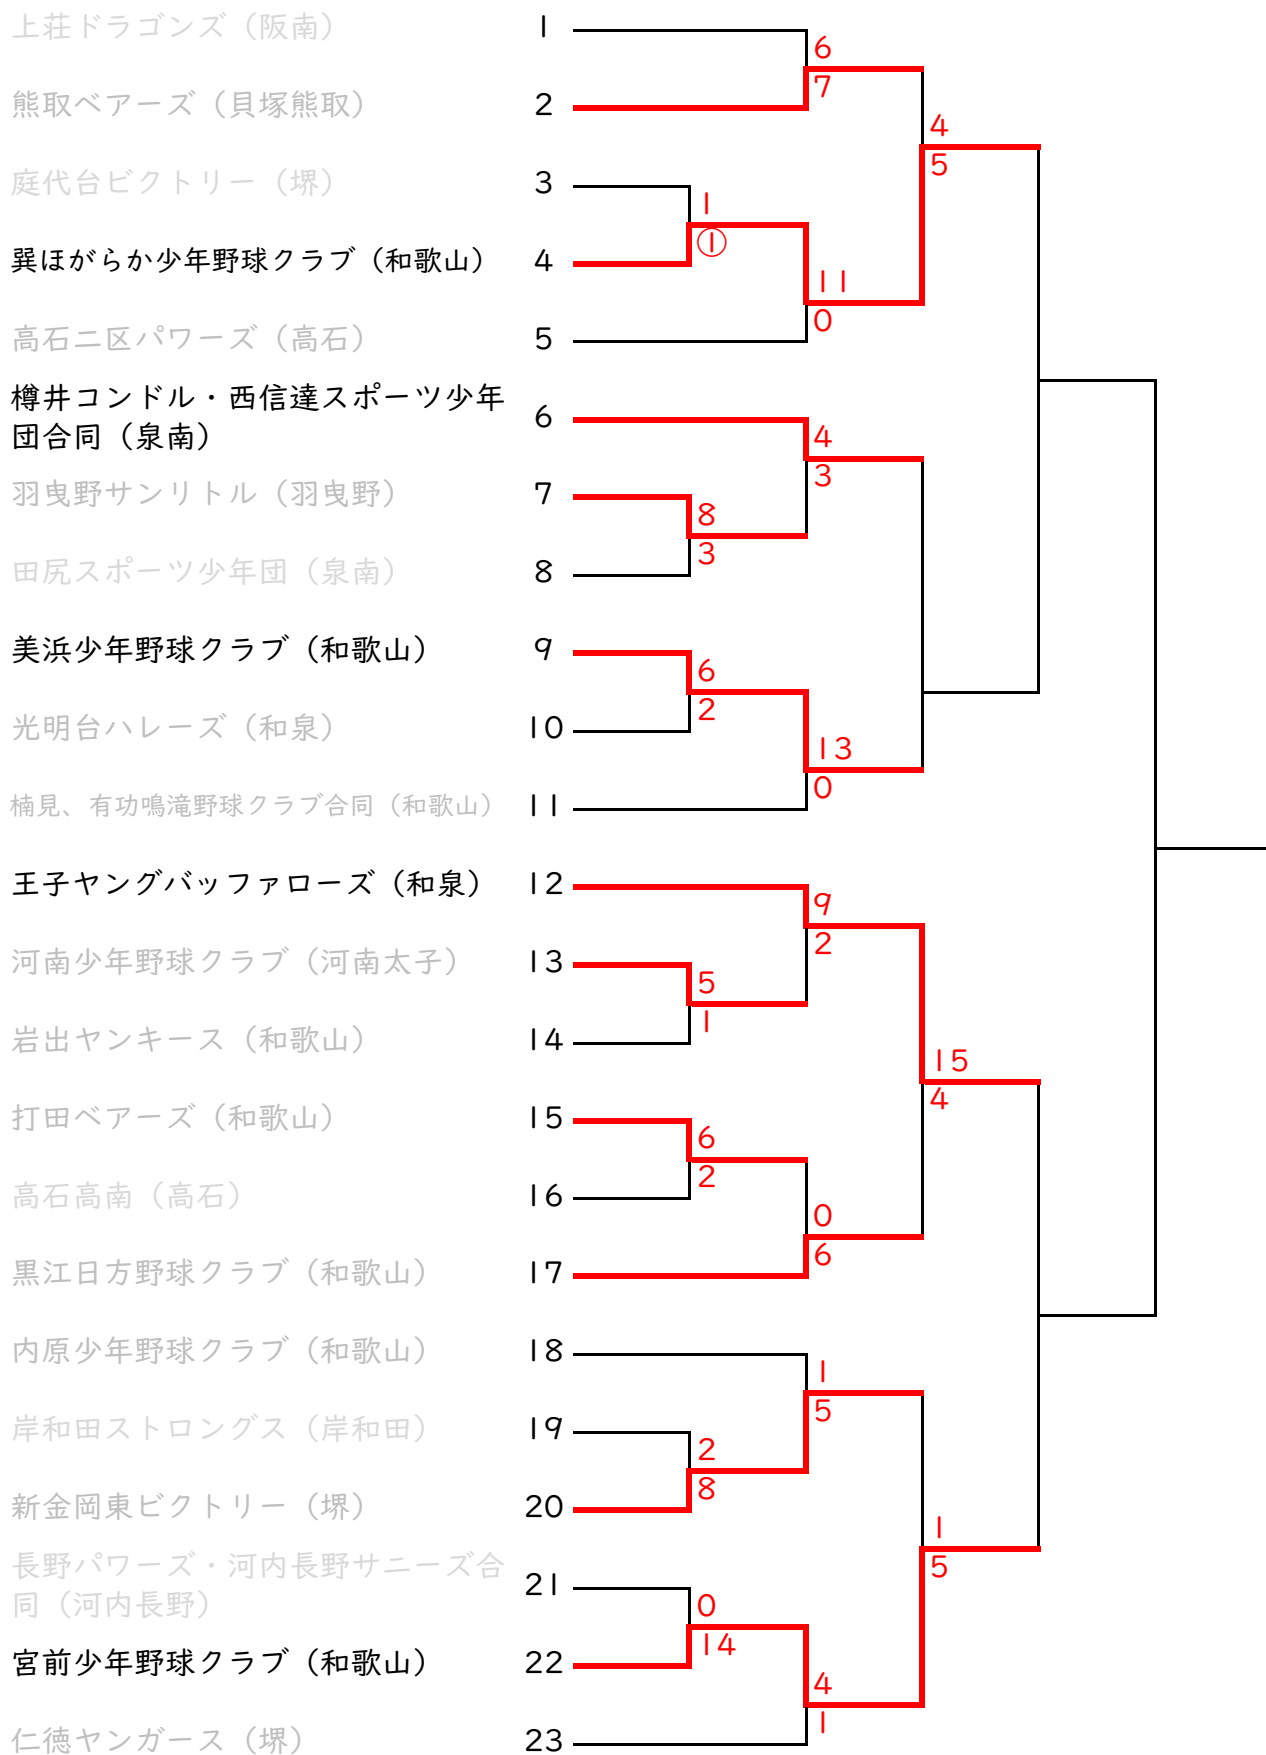 上荘ドラゴンズ（阪南） 1
6
熊取ベアーズ（貝塚熊取） 2
7
4
5
庭代台ビクトリー（堺） 3
1
①
巽ほがらか少年野球クラブ（和歌山） 4
11
0
高石二区パワーズ（高石） 5
樽井コンドル・西信達スポーツ少年
団合同（泉南） 6
4
3
羽曳野サンリトル（羽曳野） 7
8
3
田尻スポーツ少年団（泉南） 8
美浜少年野球クラブ（和歌山） 9
6
2
光明台ハレーズ（和泉） 10
13
0
楠見、有功鳴滝野球クラブ合同（和歌山） 11
王子ヤングバッファローズ（和泉） 12
9
2
河南少年野球クラブ（河南太子） 13
5
1
岩出ヤンキース（和歌山） 14
15
4
打田ベアーズ（和歌山） 15
6
2
高石高南（高石） 16
0
6
黒江日方野球クラブ（和歌山） 17
内原少年野球クラブ（和歌山） 18
1
5
岸和田ストロングス（岸和田） 19
2
8
新金岡東ビクトリー（堺） 20
1
5
長野パワーズ・河内長野サニーズ合
同（河内長野） 21
0
14
宮前少年野球クラブ（和歌山） 22
4
1
仁徳ヤンガース（堺） 23